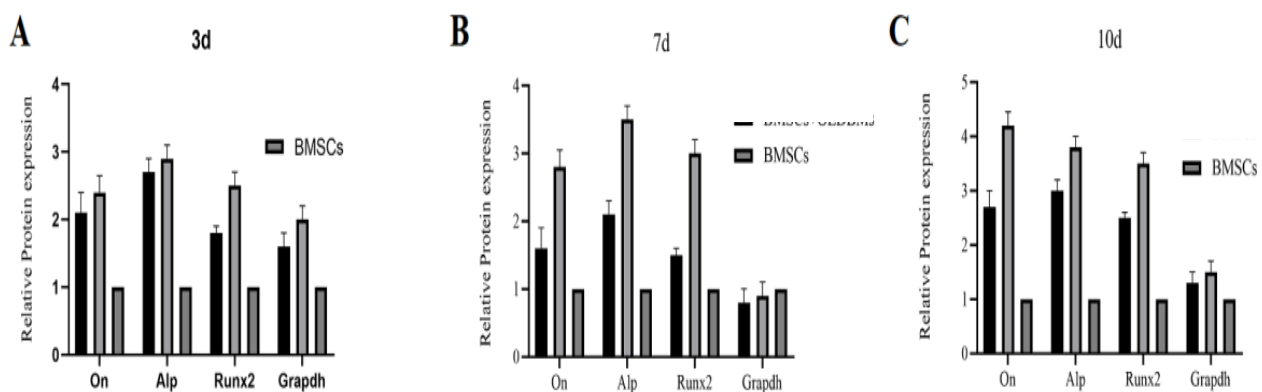 A
3d
Relative Protein expression
4
3
2
1
0
BMSCs
On Alp Runx2 Grapdh
B
7d
Relative Protein expression
4
3
2
1
0
BMSCs
On Alp Runx2 Grapdh
C
10d
Relative Protein expression
5
4
3
2
1
0
BMSCs
On Alp Runx2 Grapdh